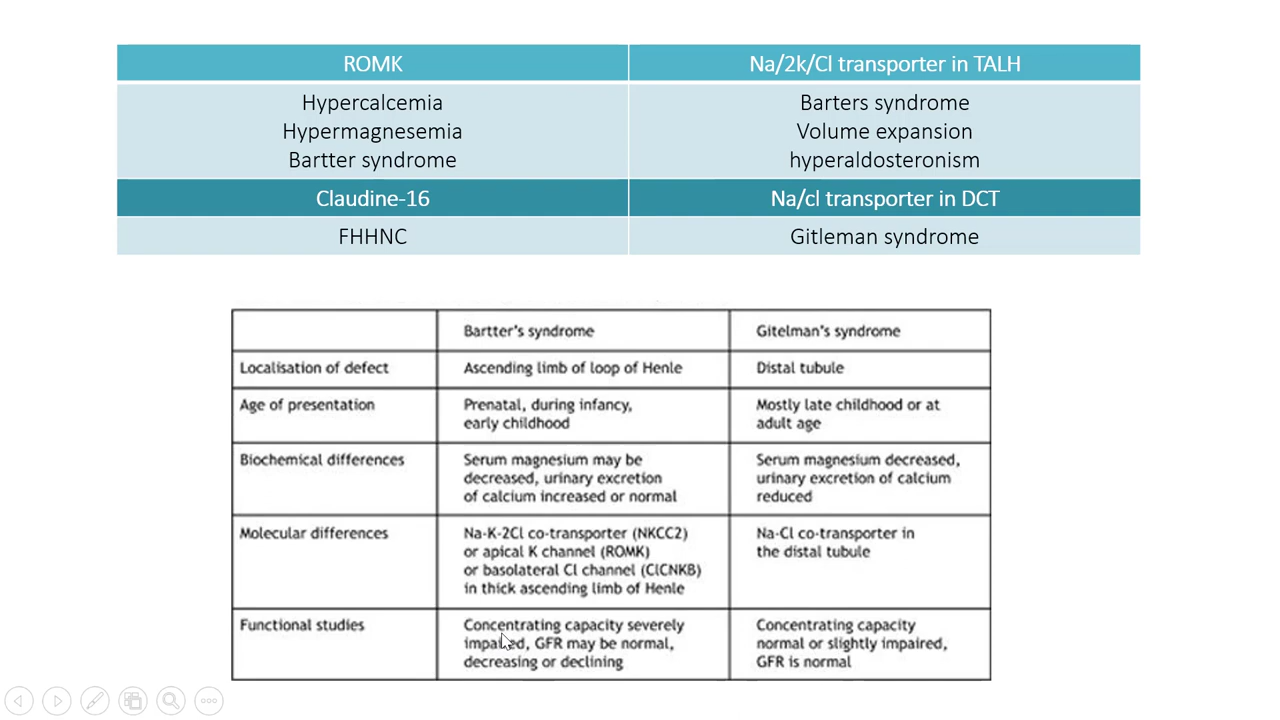 ROMK
Na/2k/Cl transporter in TALH
Hypercalcemia
Hypermagnesemia
Bartter syndrome
Barters syndrome
Volume expansion
hyperaldosteronism
Claudine-16
Na/cl transporter in DCT
FHHNC
Gitleman syndrome
Bartter's syndrome
Gitelman's syndrome
Localisation of defect
Ascending limb of loop of Henle
Distal tubule
Age of presentation
Prenatal, during infancy,
early childhood
Mostly late childhood or at
adult age
Biochemical differences
Serum magnesium may be
decreased, urinary excretion
of calcium increased or normal
Serum magnesium decreased,
urinary excretion of calcium
reduced
Molecular differences
Na-K-2Cl co-transporter (NKCC2)
or apical K channel (ROMK)
or basolateral Cl channel (ClCNKB)
in thick ascending limb of Henle
Na-Cl co-transporter in
the distal tubule
Functional studies
Concentrating capacity severely
impaired, GFR may be normal,
decreasing or declining
Concentrating capacity
normal or slightly impaired,
GFR is normal